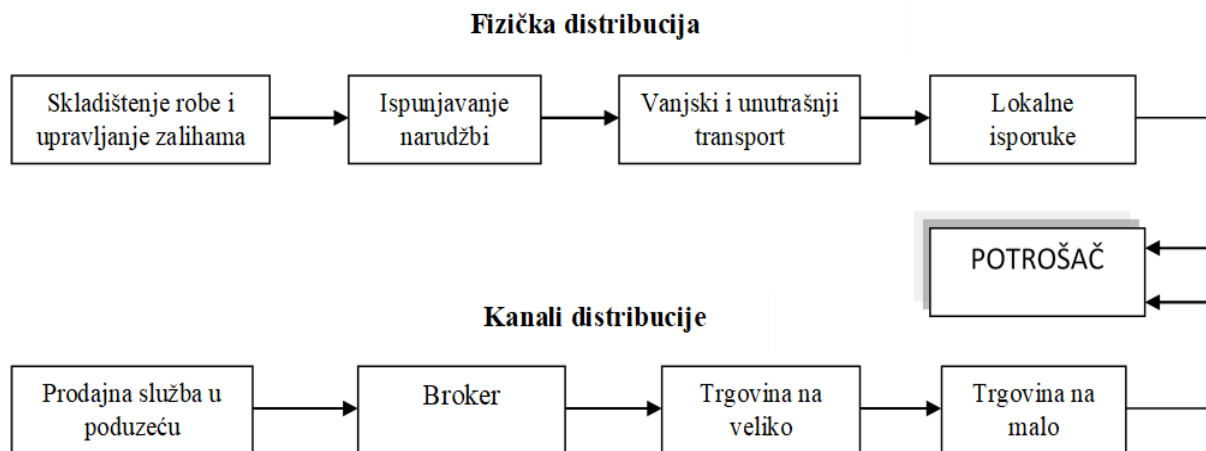 Fizička distribucija
Skladištenje robe i
upravljanje zalihama
Ispunjavanje
narudžbi
Vanjski i unutrašnji
transport
Lokalne
isporuke
POTROŠAČ
Kanali distribucije
Prodajna služba u
poduzeću
Broker
Trgovina na
veliko
Trgovina na
malo